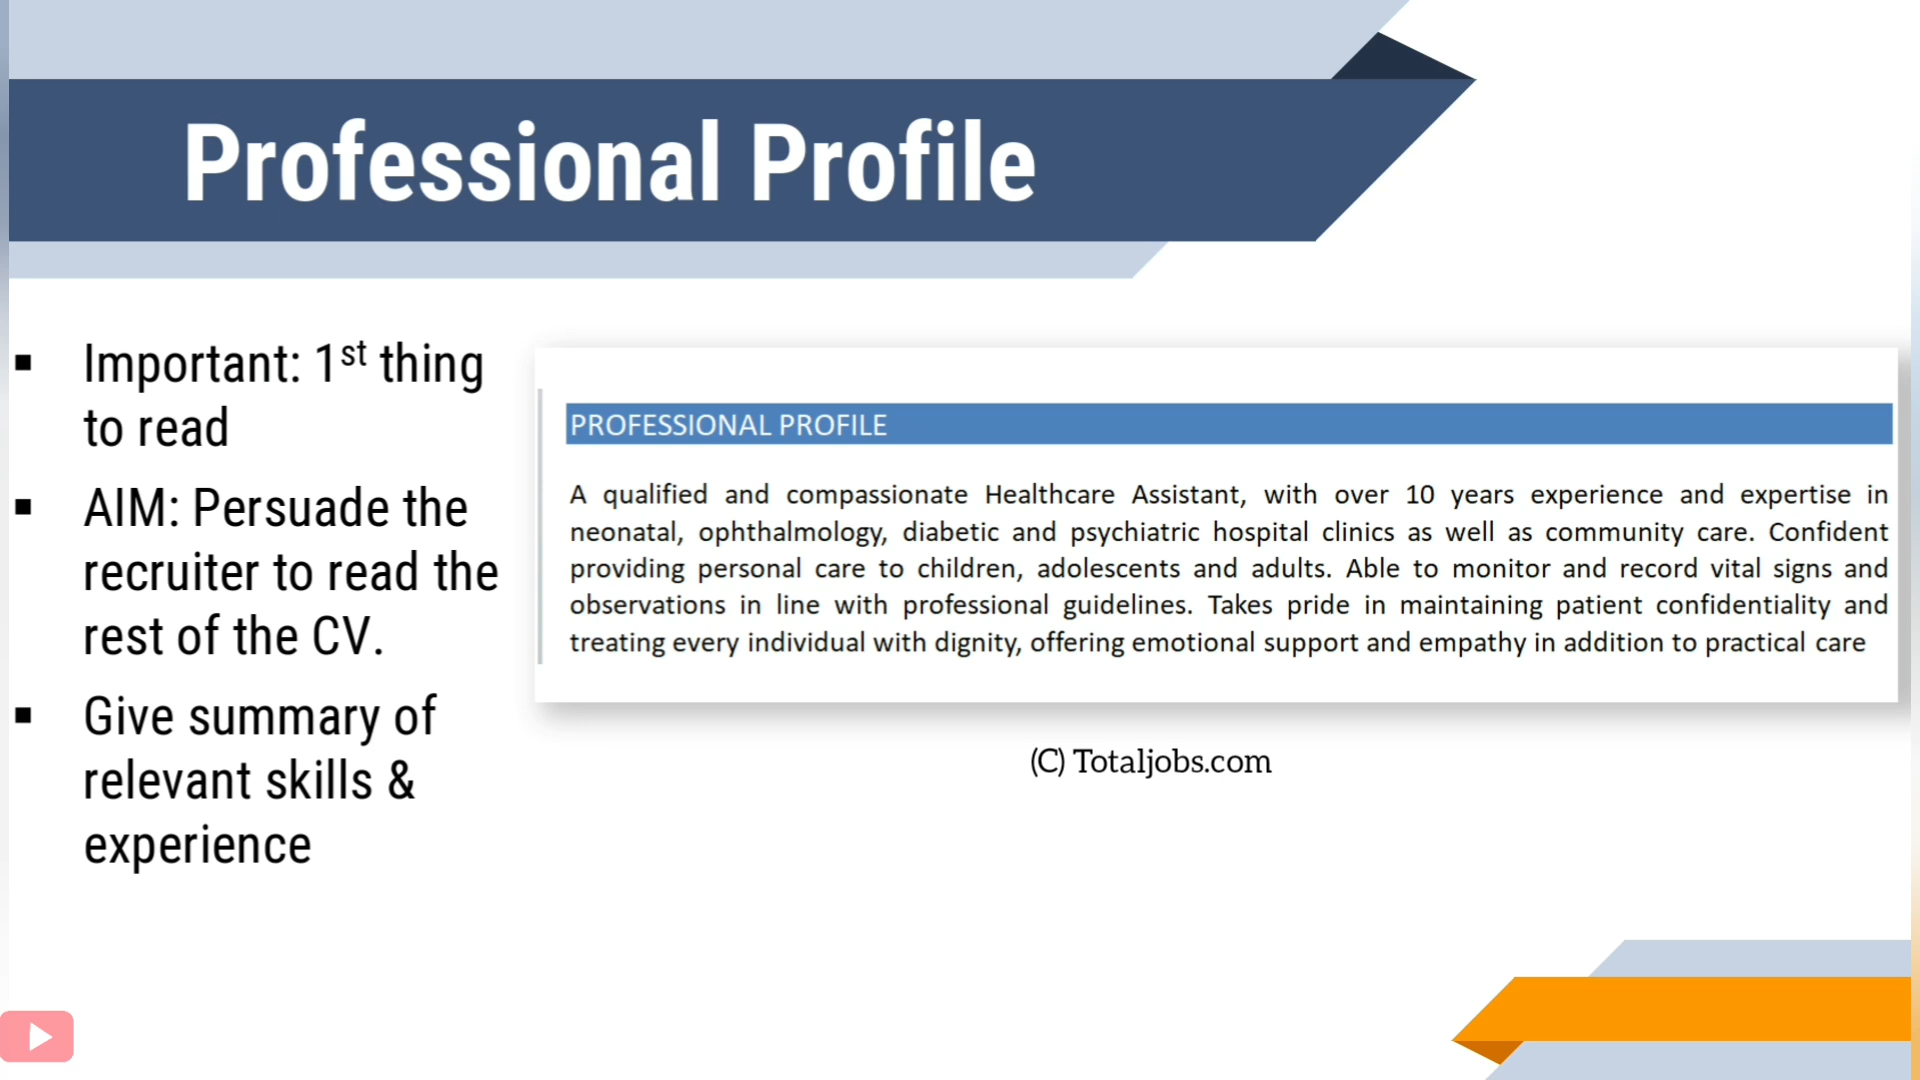 Professional Profile
▪ Important: 1st thing
to read
▪ AIM: Persuade the
recruiter to read the
rest of the CV.
▪ Give summary of
relevant skills &
experience
PROFESSIONAL PROFILE
A qualified and compassionate Healthcare Assistant, with over 10 years experience and expertise in
neonatal, ophthalmology, diabetic and psychiatric hospital clinics as well as community care. Confident
providing personal care to children, adolescents and adults. Able to monitor and record vital signs and
observations in line with professional guidelines. Takes pride in maintaining patient confidentiality and
treating every individual with dignity, offering emotional support and empathy in addition to practical care
(C) Totaljobs.com